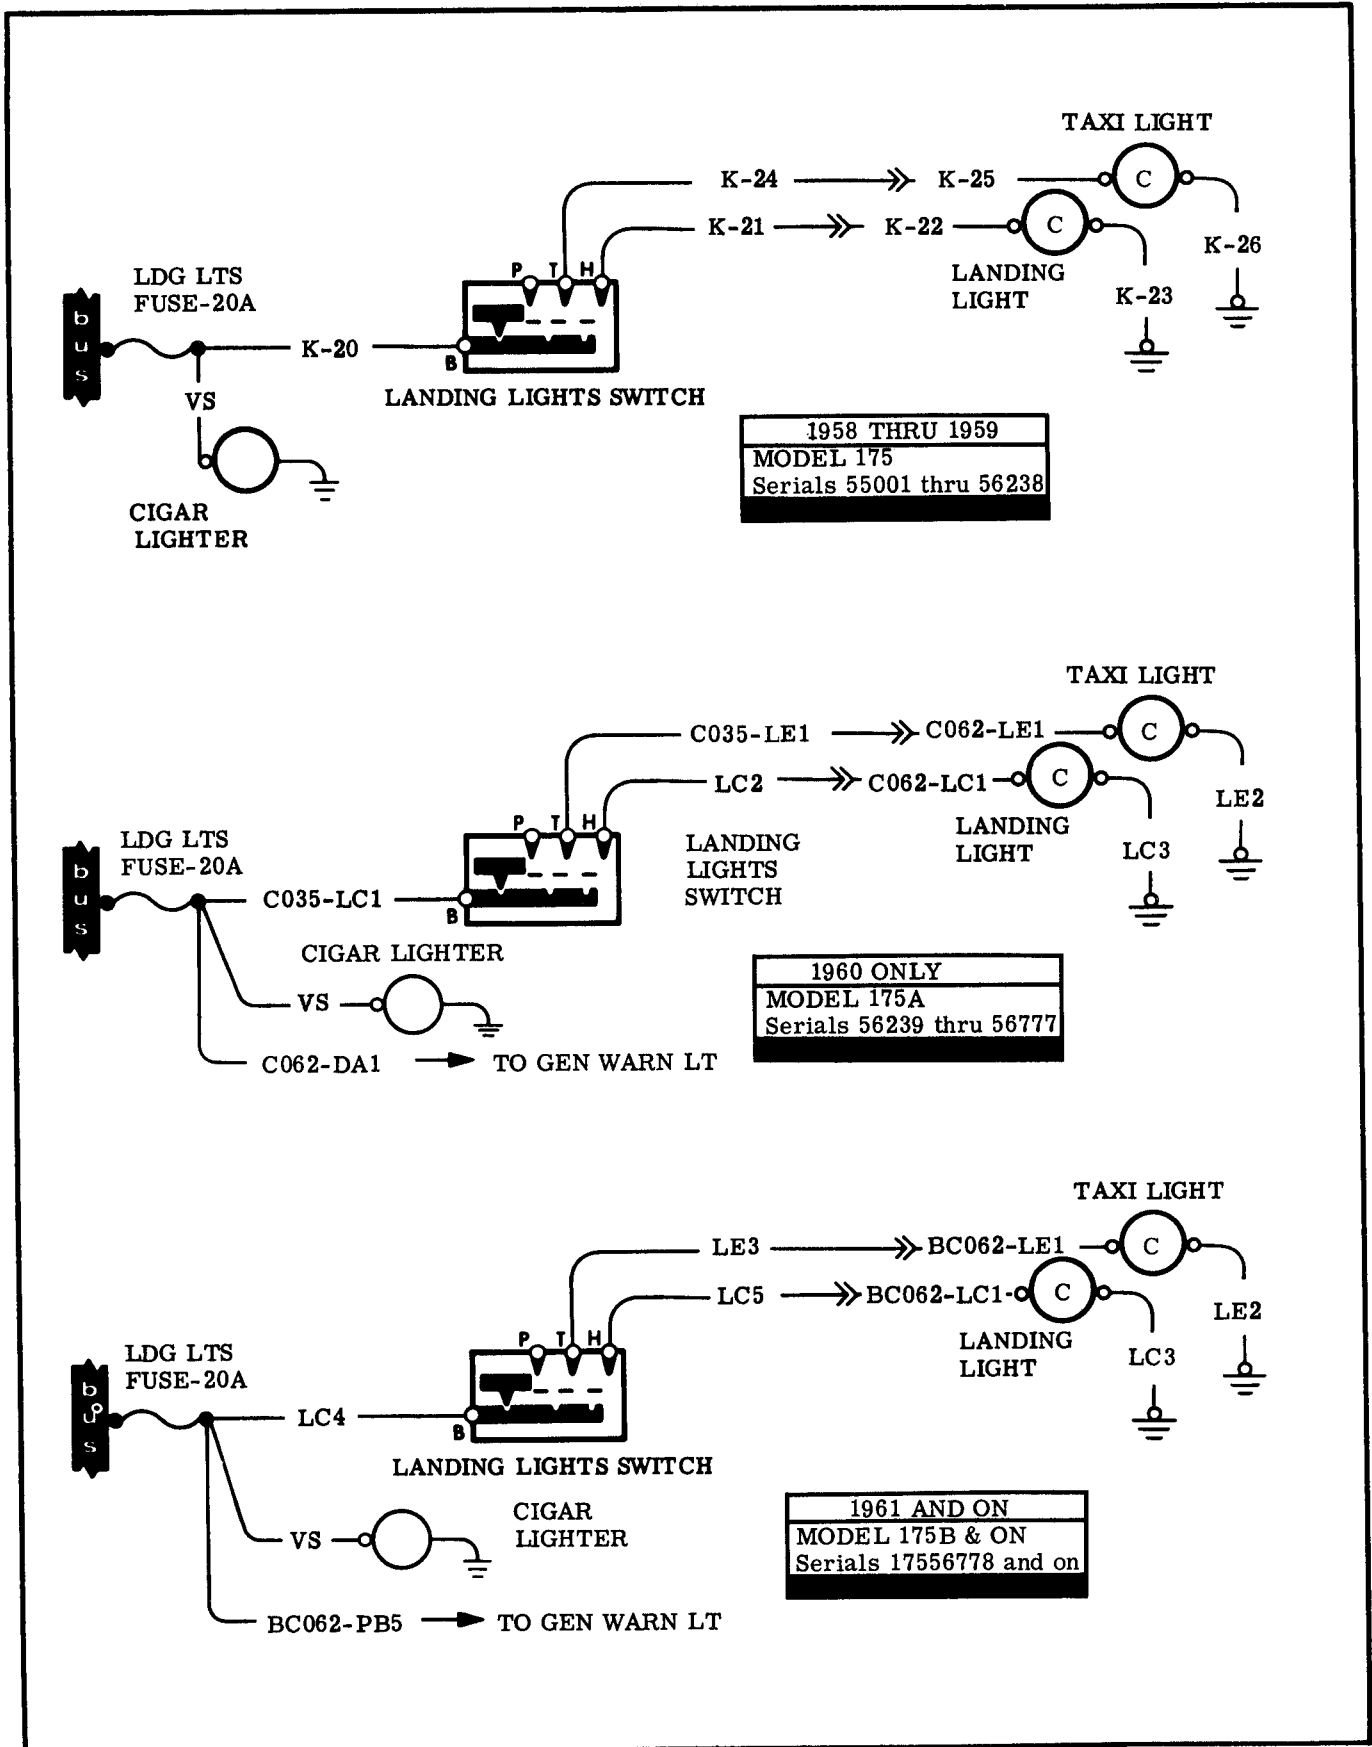 TAXI LIGHT
K-24 K-25 C
K-21 K-22 C
K-26
LANDING
LIGHT
K-23
LDG LTS
FUSE-20A
P T H
bus
K-20
B
VS
LANDING LIGHTS SWITCH
CIGAR
LIGHTER
1958 THRU 1959
MODEL 175
Serials 55001 thru 56238
TAXI LIGHT
C035-LE1 C062-LE1 C
LC2 C062-LC1 C
LE2
LANDING
LIGHT
LC3
LDG LTS
FUSE-20A
P T H
LANDING
LIGHTS
SWITCH
bus
C035-LC1
B
CIGAR LIGHTER
VS
C062-DA1 TO GEN WARN LT
1960 ONLY
MODEL 175A
Serials 56239 thru 56777
TAXI LIGHT
LE3 BC062-LE1 C
LC5 BC062-LC1 C
LE2
LANDING
LIGHT
LC3
LDG LTS
FUSE-20A
P T H
bus
LC4
B
LANDING LIGHTS SWITCH
CIGAR
LIGHTER
VS
BC062-PB5 TO GEN WARN LT
1961 AND ON
MODEL 175B & ON
Serials 17556778 and on